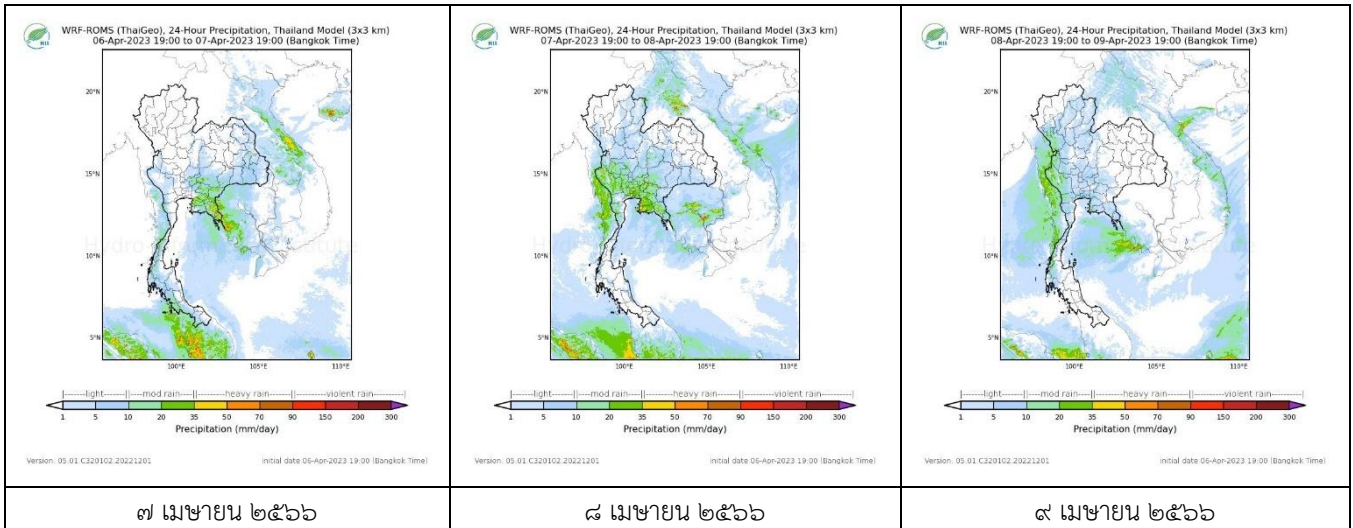 WRF-ROMS (ThaiGeo), 24-Hour Precipitation, Thailand Model (3x3 km)
06-Apr-2023 19:00 to 07-Apr-2023 19:00 (Bangkok Time)
HII
20°N
15°N
10°N
5°N
100°E 105°E 110°E
|-------light-------||----mod rain---||--------heavy rain--------||--------violent rain--------|
1 5 10 20 35 50 70 90 150 200 300
Precipitation (mm/day)
Version: 05.01.C320102.20221201 initial date 06-Apr-2023 19:00 (Bangkok Time)
๗ เมษายน ๒๕๖๖
WRF-ROMS (ThaiGeo), 24-Hour Precipitation, Thailand Model (3x3 km)
07-Apr-2023 19:00 to 08-Apr-2023 19:00 (Bangkok Time)
HII
20°N
15°N
10°N
5°N
100°E 105°E 110°E
|-------light-------||----mod rain---||--------heavy rain--------||--------violent rain--------|
1 5 10 20 35 50 70 90 150 200 300
Precipitation (mm/day)
Version: 05.01.C320102.20221201 initial date 06-Apr-2023 19:00 (Bangkok Time)
๘ เมษายน ๒๕๖๖
WRF-ROMS (ThaiGeo), 24-Hour Precipitation, Thailand Model (3x3 km)
08-Apr-2023 19:00 to 09-Apr-2023 19:00 (Bangkok Time)
HII
20°N
15°N
10°N
5°N
100°E 105°E 110°E
|-------light-------||----mod rain---||--------heavy rain--------||--------violent rain--------|
1 5 10 20 35 50 70 90 150 200 300
Precipitation (mm/day)
Version: 05.01.C320102.20221201 initial date 06-Apr-2023 19:00 (Bangkok Time)
๙ เมษายน ๒๕๖๖